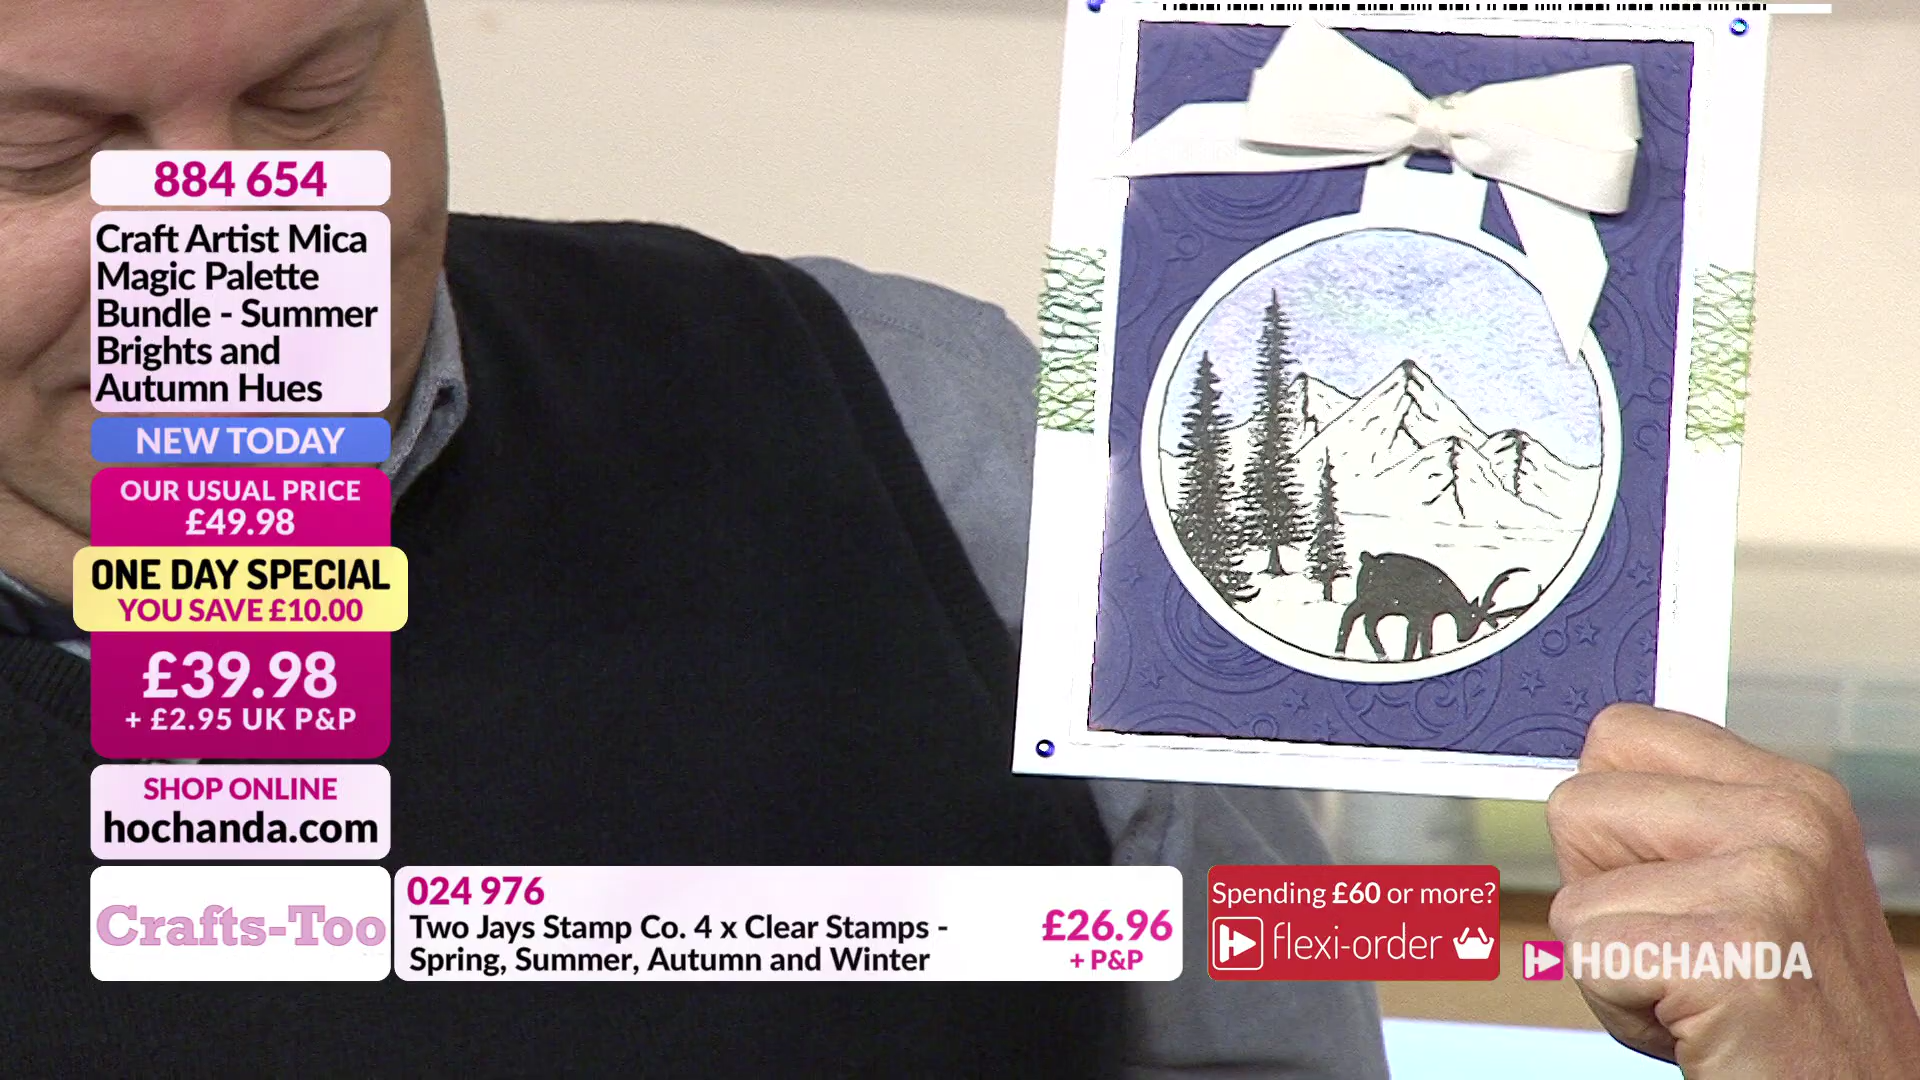 884 654
Craft Artist Mica
Magic Palette
Bundle - Summer
Brights and
Autumn Hues
NEW TODAY
OUR USUAL PRICE
£49.98
ONE DAY SPECIAL
YOU SAVE £10.00
£39.98
+ £2.95 UK P&P
SHOP ONLINE
hochanda.com
Crafts-Too
024 976
Two Jays Stamp Co. 4 x Clear Stamps -
Spring, Summer, Autumn and Winter
£26.96
+ P&P
Spending £60 or more?
flexi-order
HOCHANDA